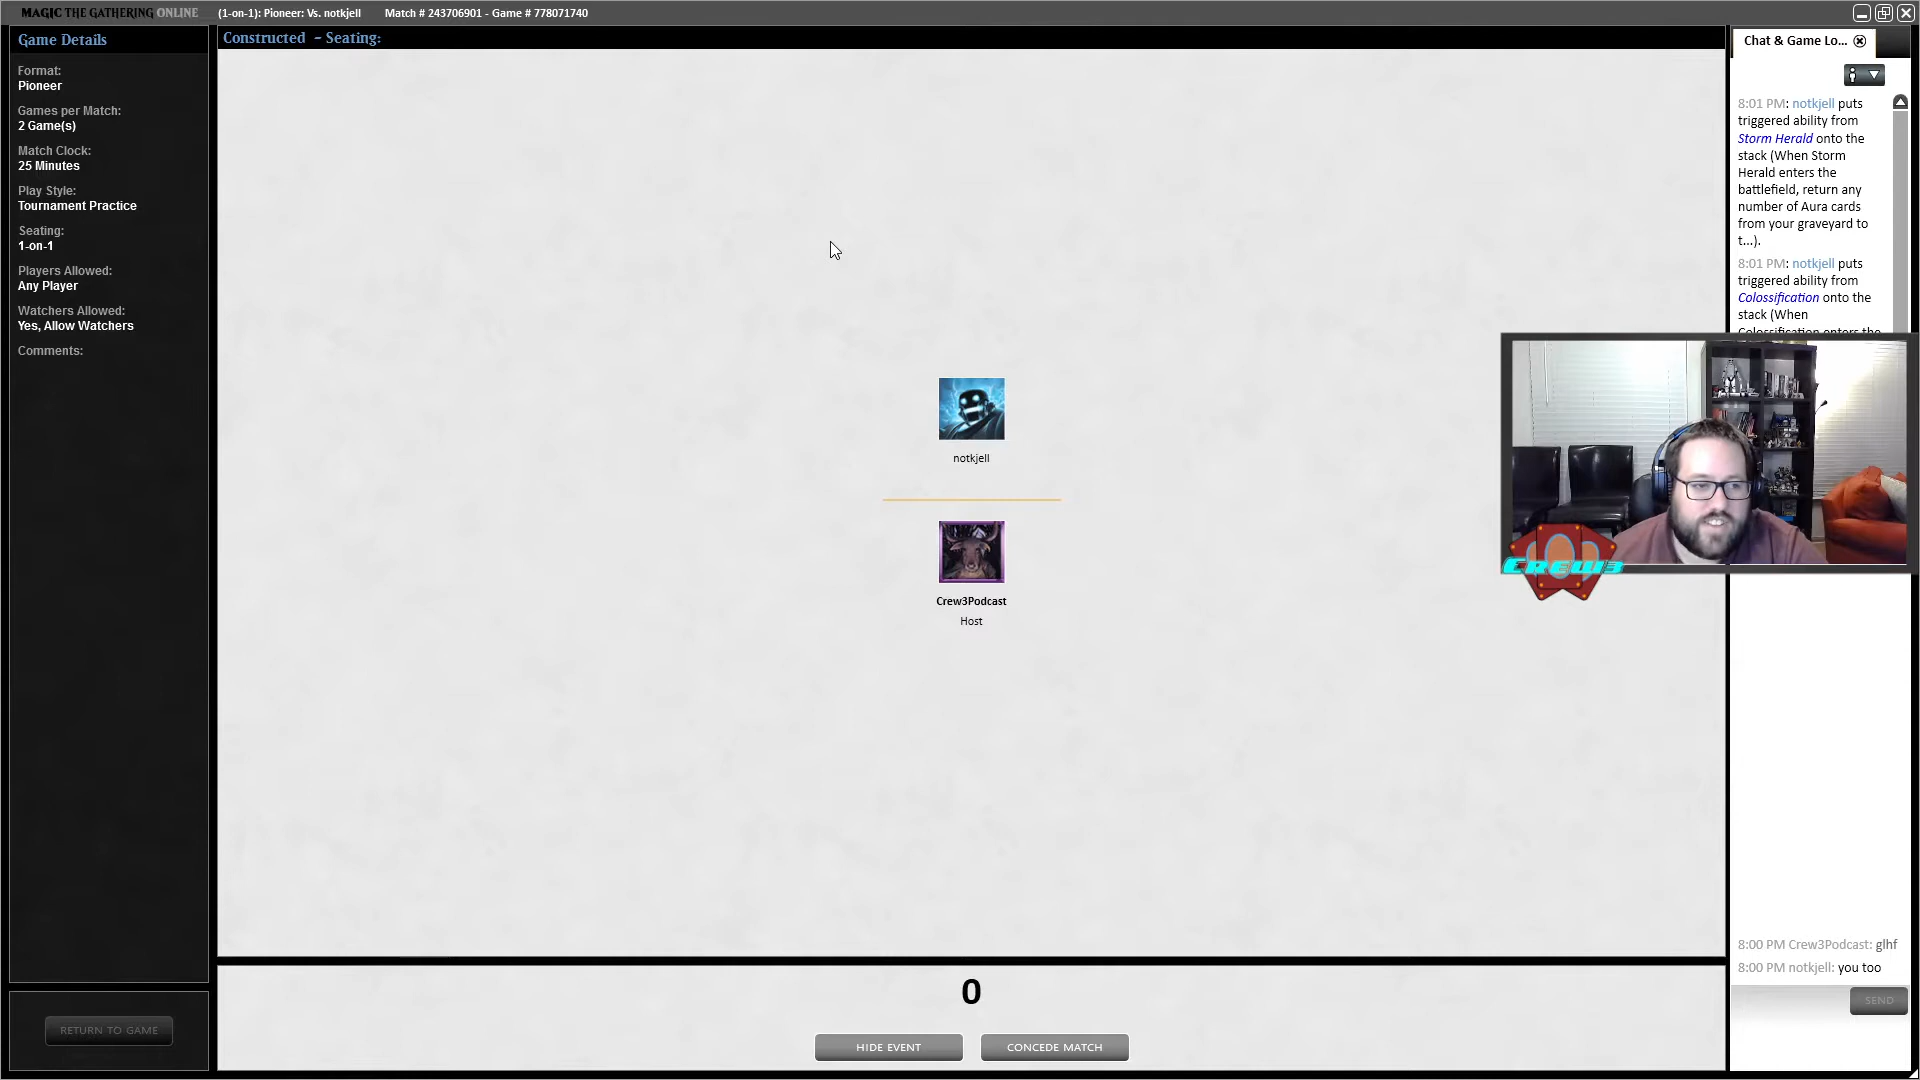 MAGIC THE GATHERING ONLINE
(1-on-1): Pioneer: Vs. notkjell
Match # 243706901 - Game # 778071740
Game Details
Format:
Pioneer
Games per Match:
2 Game(s)
Match Clock:
25 Minutes
Play Style:
Tournament Practice
Seating:
1-on-1
Players Allowed:
Any Player
Watchers Allowed:
Yes, Allow Watchers
Comments:
RETURN TO GAME
Constructed - Seating:
notkjell
Crew3Podcast
Host
0
HIDE EVENT
CONCEDE MATCH
Chat & Game Lo...
8:01 PM: notkjell puts
triggered ability from
Storm Herald onto the
stack (When Storm
Herald enters the
battlefield, return any
number of Aura cards
from your graveyard to
t...).
8:01 PM: notkjell puts
triggered ability from
Colossification onto the
stack (When
Colossification enters the
CREW3
8:00 PM Crew3Podcast: glhf
8:00 PM notkjell: you too
SEND